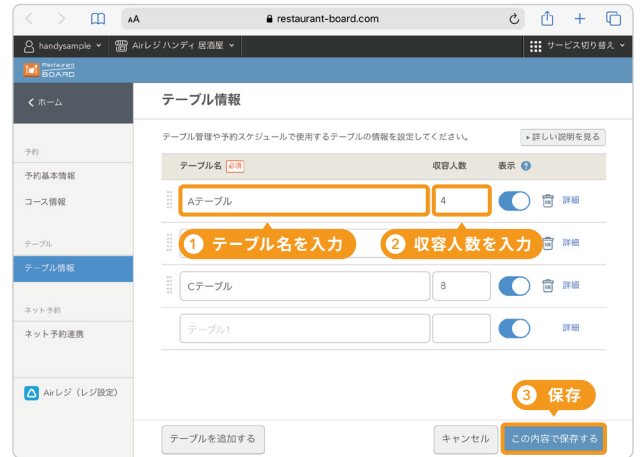 AA restaurant-board.com
handysample Airレジ ハンディ 居酒屋 サービス切り替え
Restaurant
BOARD
ホーム
テーブル情報
テーブル管理や予約スケジュールで使用するテーブルの情報を設定してください。
詳しい説明を見る
予約
予約基本情報
コース情報
テーブル
テーブル情報
ネット予約
ネット予約連携
Airレジ(レジ設定)
テーブル名 必須 収容人数 表示 ?
Aテーブル 4 詳細
1 テーブル名を入力 2 収容人数を入力 詳細
Cテーブル 8 詳細
テーブル1 詳細
3 保存
テーブルを追加する キャンセル この内容で保存する